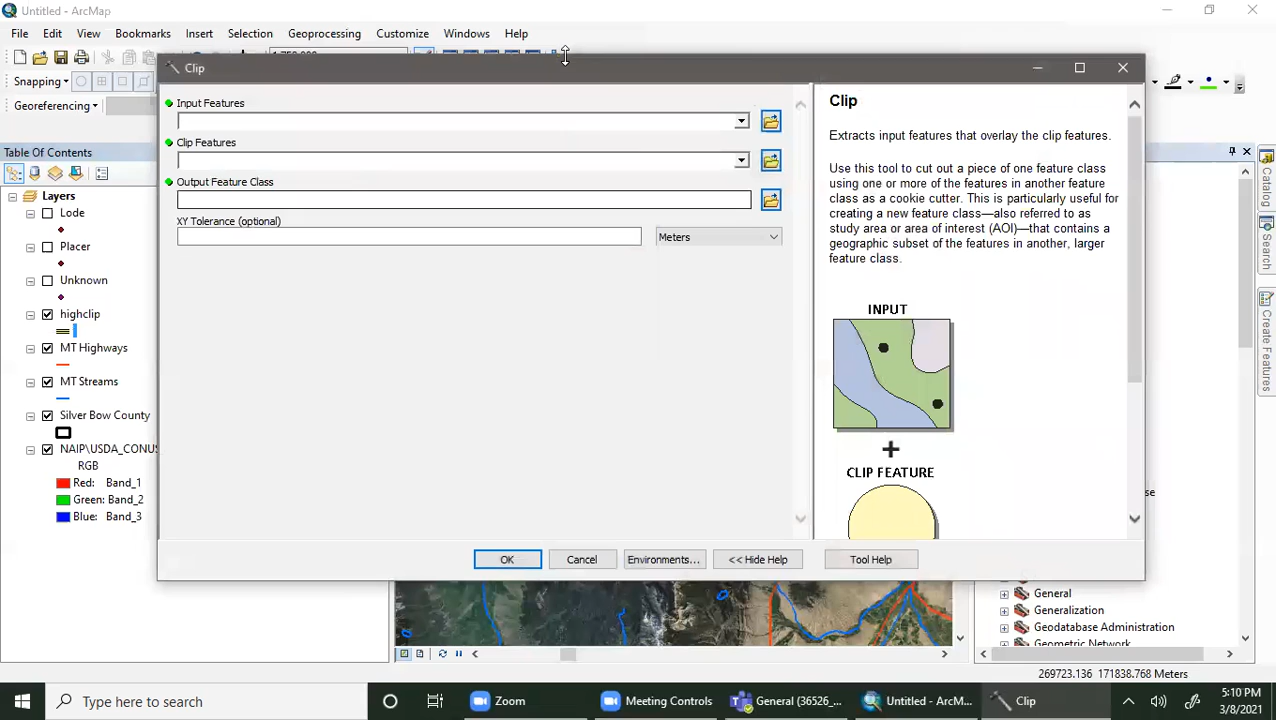 Untitled - ArcMap
File Edit View Bookmarks Insert Selection Geoprocessing Customize Windows Help
Snapping
Georeferencing
Clip
Input Features
Clip Features
Output Feature Class
XY Tolerance (optional)
Meters
Clip
Extracts input features that overlay the clip features.
Use this tool to cut out a piece of one feature class
using one or more of the features in another feature
class as a cookie cutter. This is particularly useful for
creating a new feature class—also referred to as
study area or area of interest (AOI)—that contains a
geographic subset of the features in another, larger
feature class.
INPUT
+
CLIP FEATURE
OK Cancel Environments... << Hide Help Tool Help
Table Of Contents
Layers
Lode
Placer
Unknown
highclip
MT Highways
MT Streams
Silver Bow County
NAIP\USDA_CONUS
RGB
Red: Band_1
Green: Band_2
Blue: Band_3
Catalog
Search
Create Features
General
Generalization
Geodatabase Administration
Geometric Network
269723.136 171838.768 Meters
Type here to search
Zoom
Meeting Controls
General (36526_...
Untitled - ArcM...
Clip
5:10 PM
3/8/2021